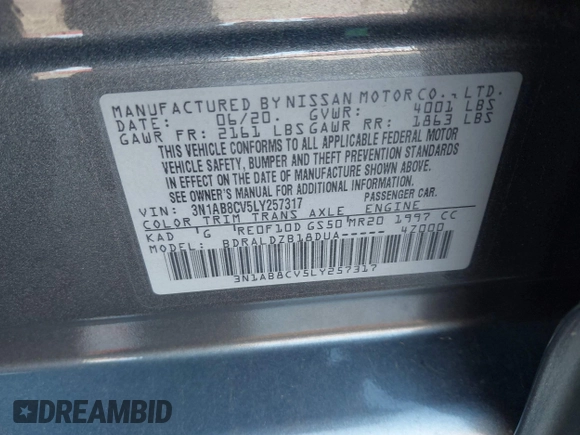 MANUFACTURED BY NISSAN MOTOR CO., LTD.
DATE: 06/20. GVWR: 4001 LBS
GAWR FR: 2161 LBS GAWR RR: 1863 LBS
THIS VEHICLE CONFORMS TO ALL APPLICABLE FEDERAL MOTOR
VEHICLE SAFETY, BUMPER AND THEFT PREVENTION STANDARDS
IN EFFECT ON THE DATE OF MANUFACTURE SHOWN ABOVE.
SEE OWNER'S MANUAL FOR ADDITIONAL INFORMATION.
VIN: 3N1AB8CV5LY257317 PASSENGER CAR.
COLOR TRIM TRANS AXLE ENGINE
KAD G RE0F10D GS50 MR20 1997 CC
MODEL: BDRALDZB18DUA----- 4Z000
3N1AB8CV5LY257317
DREAMBID